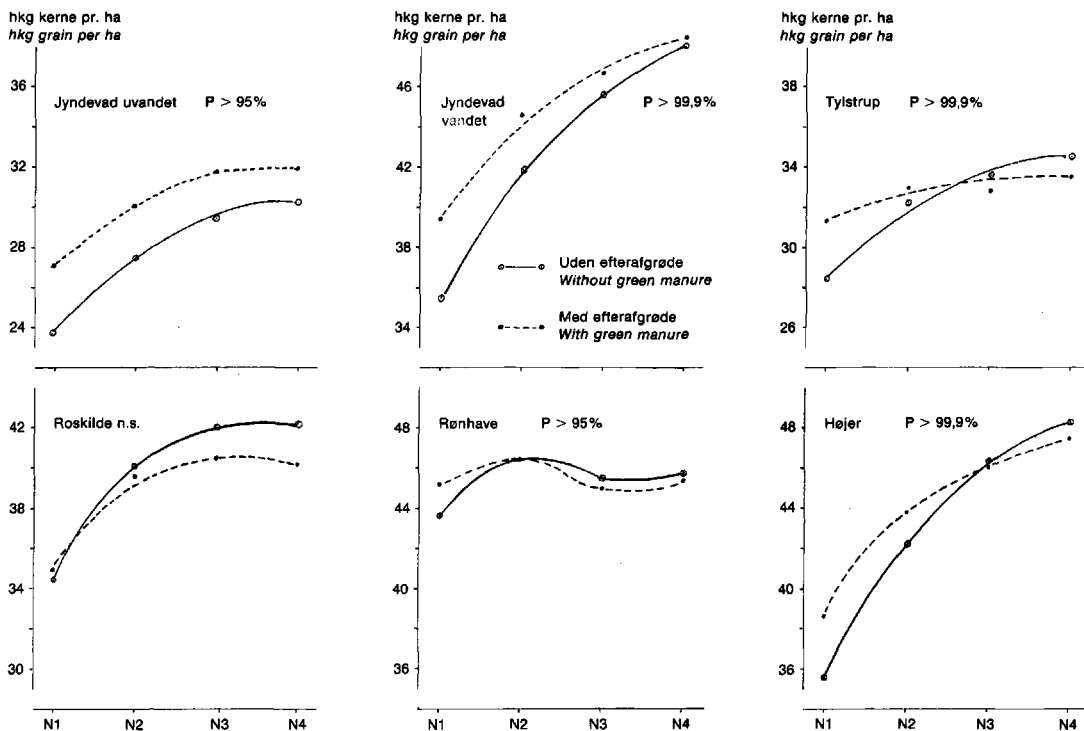 hkg kerne pr. ha
hkg grain per ha
36
32
28
24
Jyndevad uvandet P > 95%
hkg kerne pr. ha
hkg grain per ha
46
42
38
34
Jyndevad
vandet
P > 99,9%
Uden efterafgrøde
Without green manure
Med efterafgrøde
With green manure
hkg kerne pr. ha
hkg grain per ha
38
34
31
28
26
Tylstrup P > 99,9%
42
38
34
30
Roskilde n.s.
N1 N2 N3 N4
48
44
40
36
Rønhave P > 95%
N1 N2 N3 N4
48
44
40
36
Højer P > 99,9%
N1 N2 N3 N4